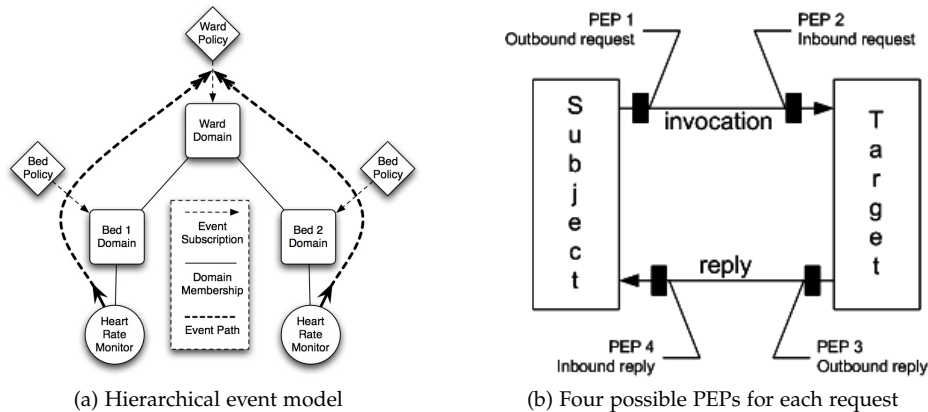 Ward
Policy
Ward
Domain
Bed
Policy
Bed
Policy
Bed 1
Domain
Bed 2
Domain
Event
Subscription
Domain
Membership
Event Path
Heart
Rate
Monitor
Heart
Rate
Monitor
(a) Hierarchical event model
PEP 1
Outbound request
PEP 2
Inbound request
Subject
invocation
Target
reply
PEP 4
Inbound reply
PEP 3
Outbound reply
(b) Four possible PEPs for each request